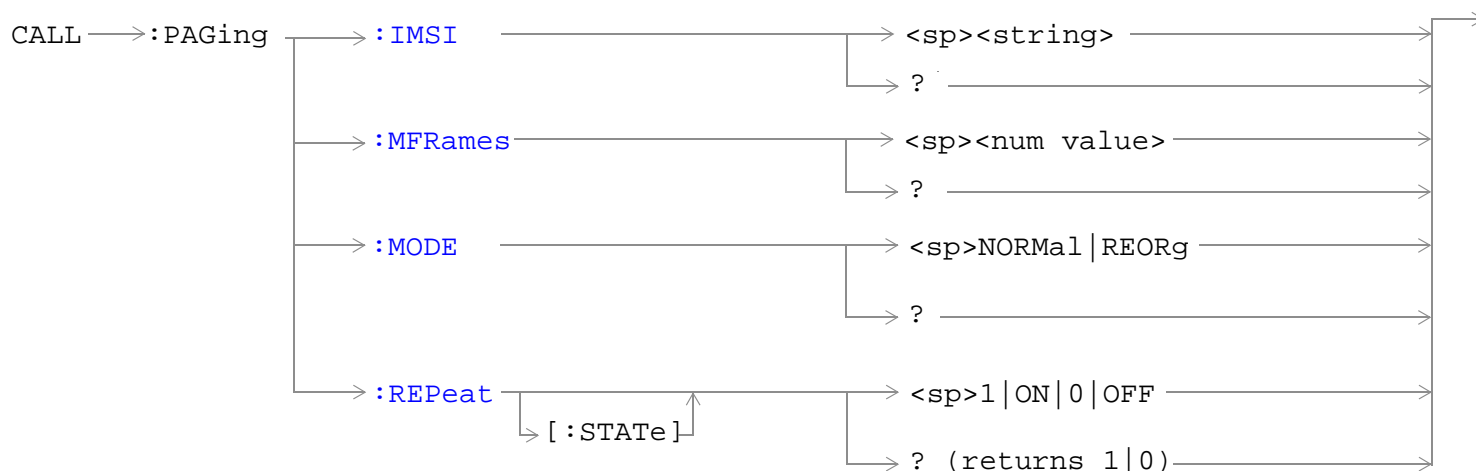 CALL :PAGing :IMSI <sp><string>
?
:MFRames <sp><num value>
?
:MODE <sp>NORMal|REORg
?
:REPeat <sp>1|ON|0|OFF
[:STATe]
? (returns 1|0)